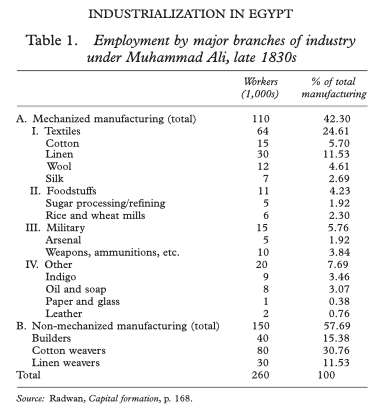 INDUSTRIALIZATION IN EGYPT
Table 1. Employment by major branches of industry
under Muhammad Ali, late 1830s
Workers % of total
(1,000s) manufacturing
A. Mechanized manufacturing (total) 110 42.30
I. Textiles 64 24.61
Cotton 15 5.70
Linen 30 11.53
Wool 12 4.61
Silk 7 2.69
II. Foodstuffs 11 4.23
Sugar processing/refining 5 1.92
Rice and wheat mills 6 2.30
III. Military 15 5.76
Arsenal 5 1.92
Weapons, ammunitions, etc. 10 3.84
IV. Other 20 7.69
Indigo 9 3.46
Oil and soap 8 3.07
Paper and glass 1 0.38
Leather 2 0.76
B. Non-mechanized manufacturing (total) 150 57.69
Builders 40 15.38
Cotton weavers 80 30.76
Linen weavers 30 11.53
Total 260 100
Source: Radwan, Capital formation, p. 168.